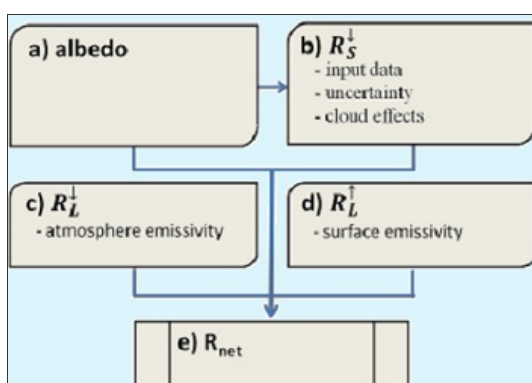 a) albedo
b) R_S^↓
- input data
- uncertainty
- cloud effects
c) R_L^↓
- atmosphere emissivity
d) R_L^↑
- surface emissivity
e) R_net